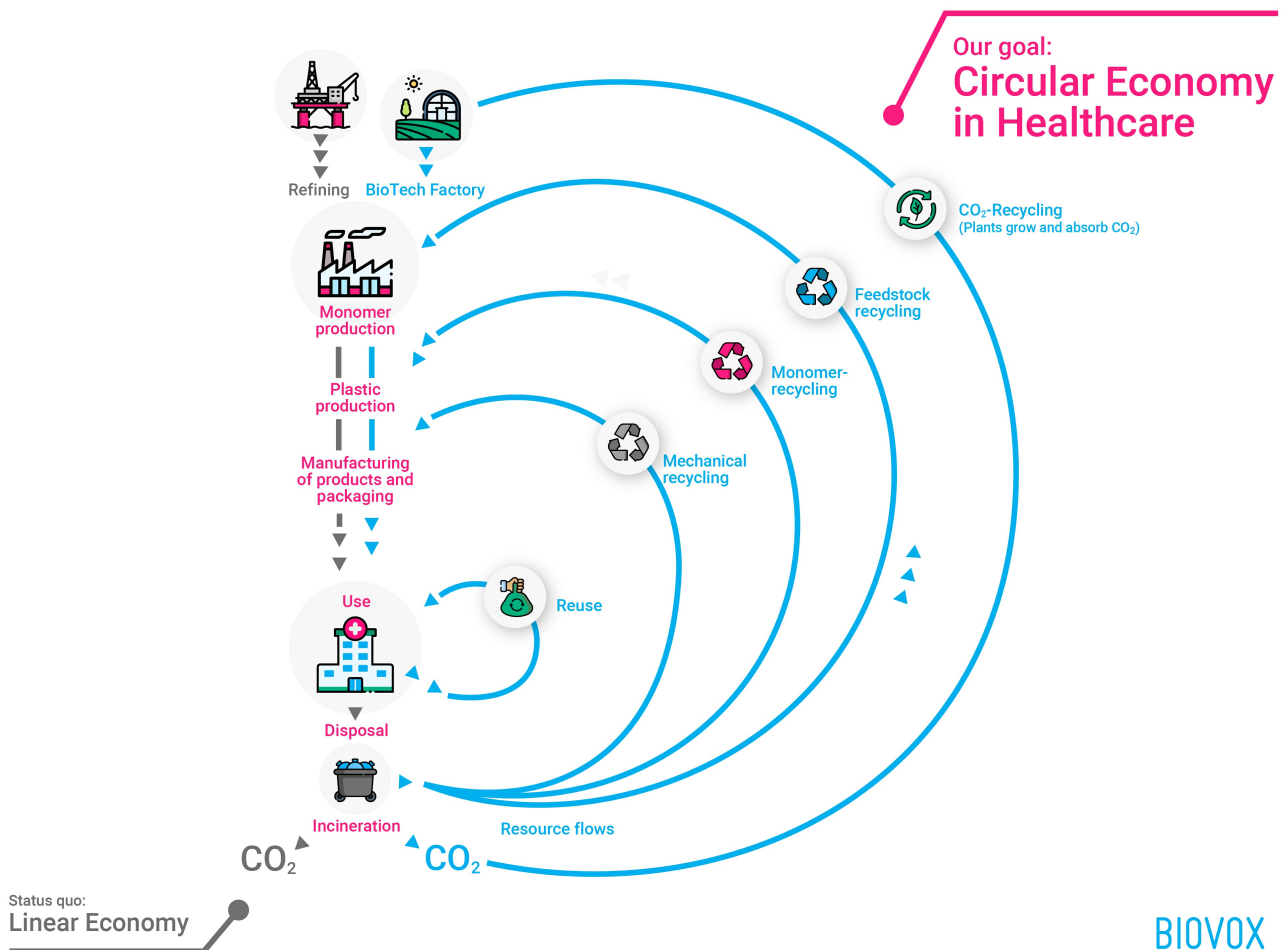 Our goal:
Circular Economy
in Healthcare
Refining
BioTech Factory
CO₂-Recycling
(Plants grow and absorb CO₂)
Feedstock
recycling
Monomer
production
Monomer-
recycling
Plastic
production
Mechanical
recycling
Manufacturing
of products and
packaging
Use
Reuse
Disposal
Incineration
Resource flows
CO₂
CO₂
Status quo:
Linear Economy
BIOVOX